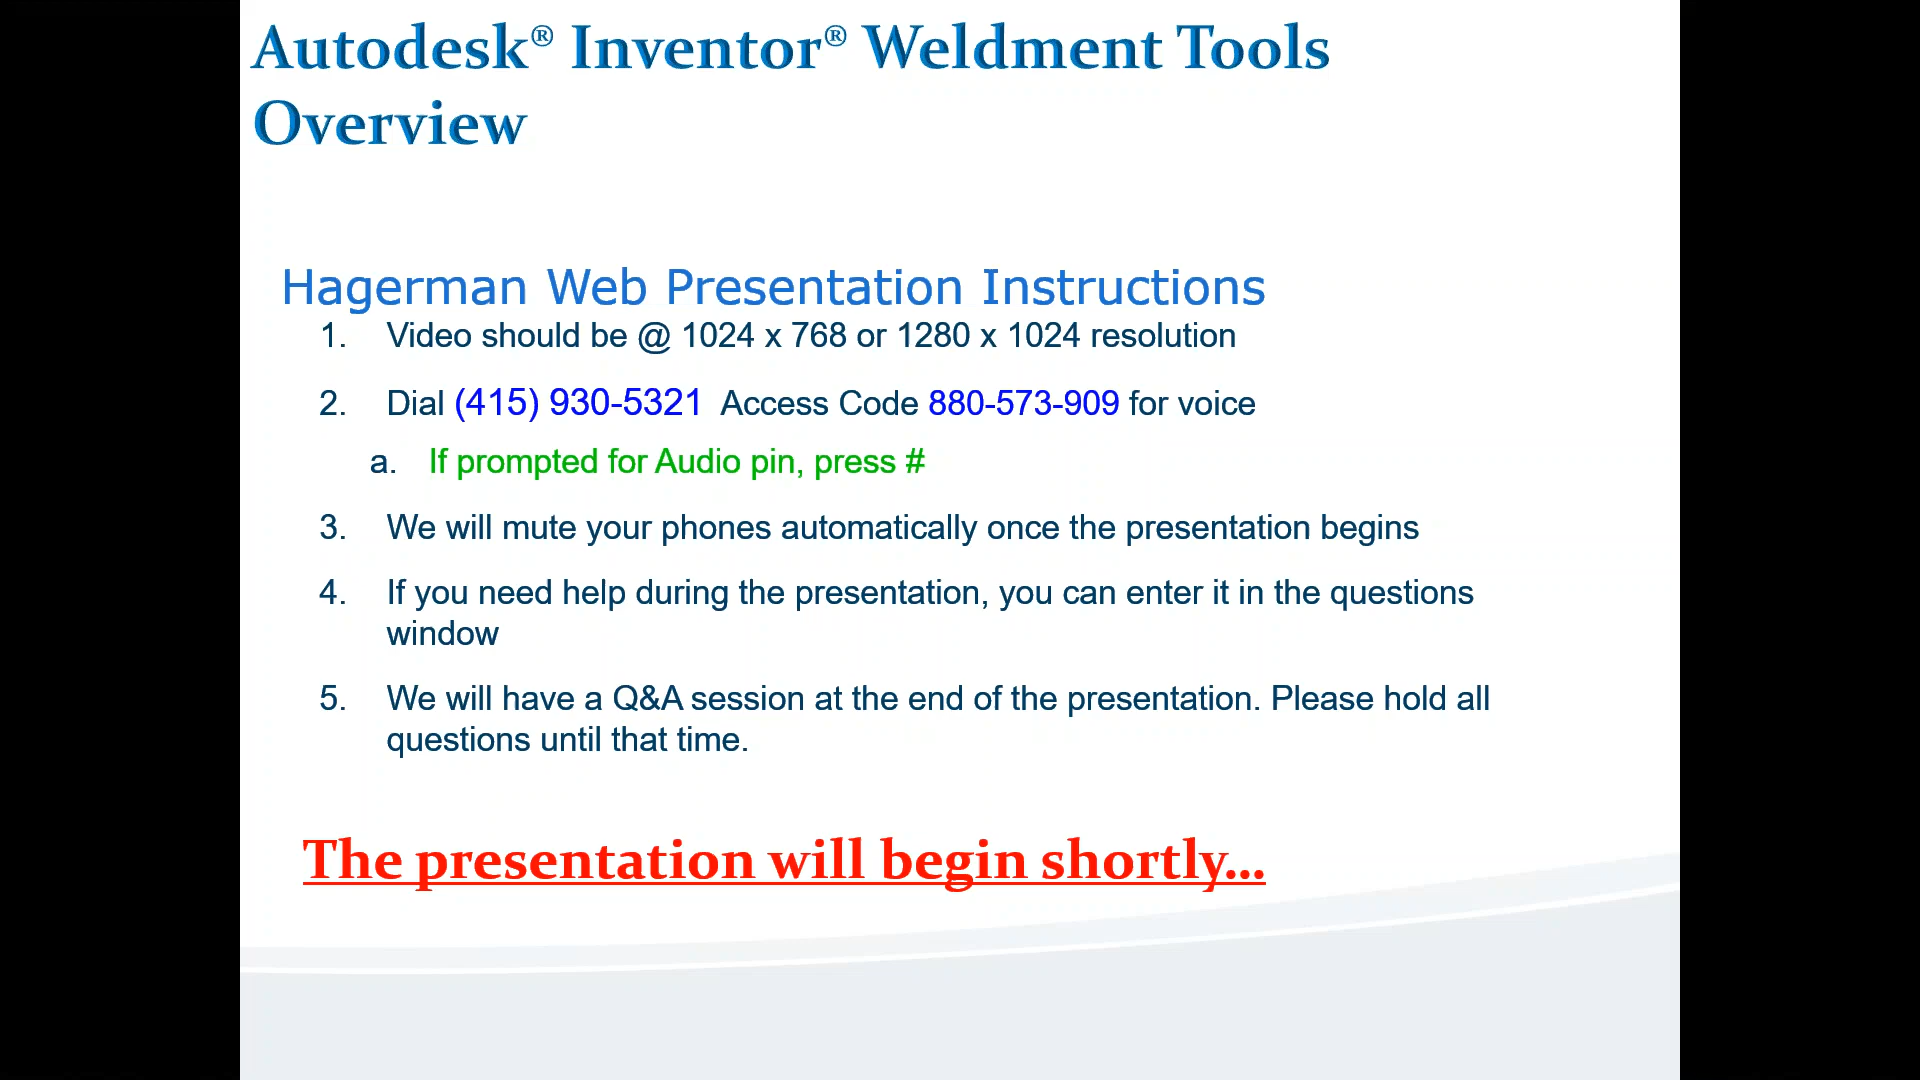 Autodesk® Inventor® Weldment Tools
Overview
Hagerman Web Presentation Instructions
1. Video should be @ 1024 x 768 or 1280 x 1024 resolution
2. Dial (415) 930-5321 Access Code 880-573-909 for voice
a. If prompted for Audio pin, press #
3. We will mute your phones automatically once the presentation begins
4. If you need help during the presentation, you can enter it in the questions
window
5. We will have a Q&A session at the end of the presentation. Please hold all
questions until that time.
The presentation will begin shortly...